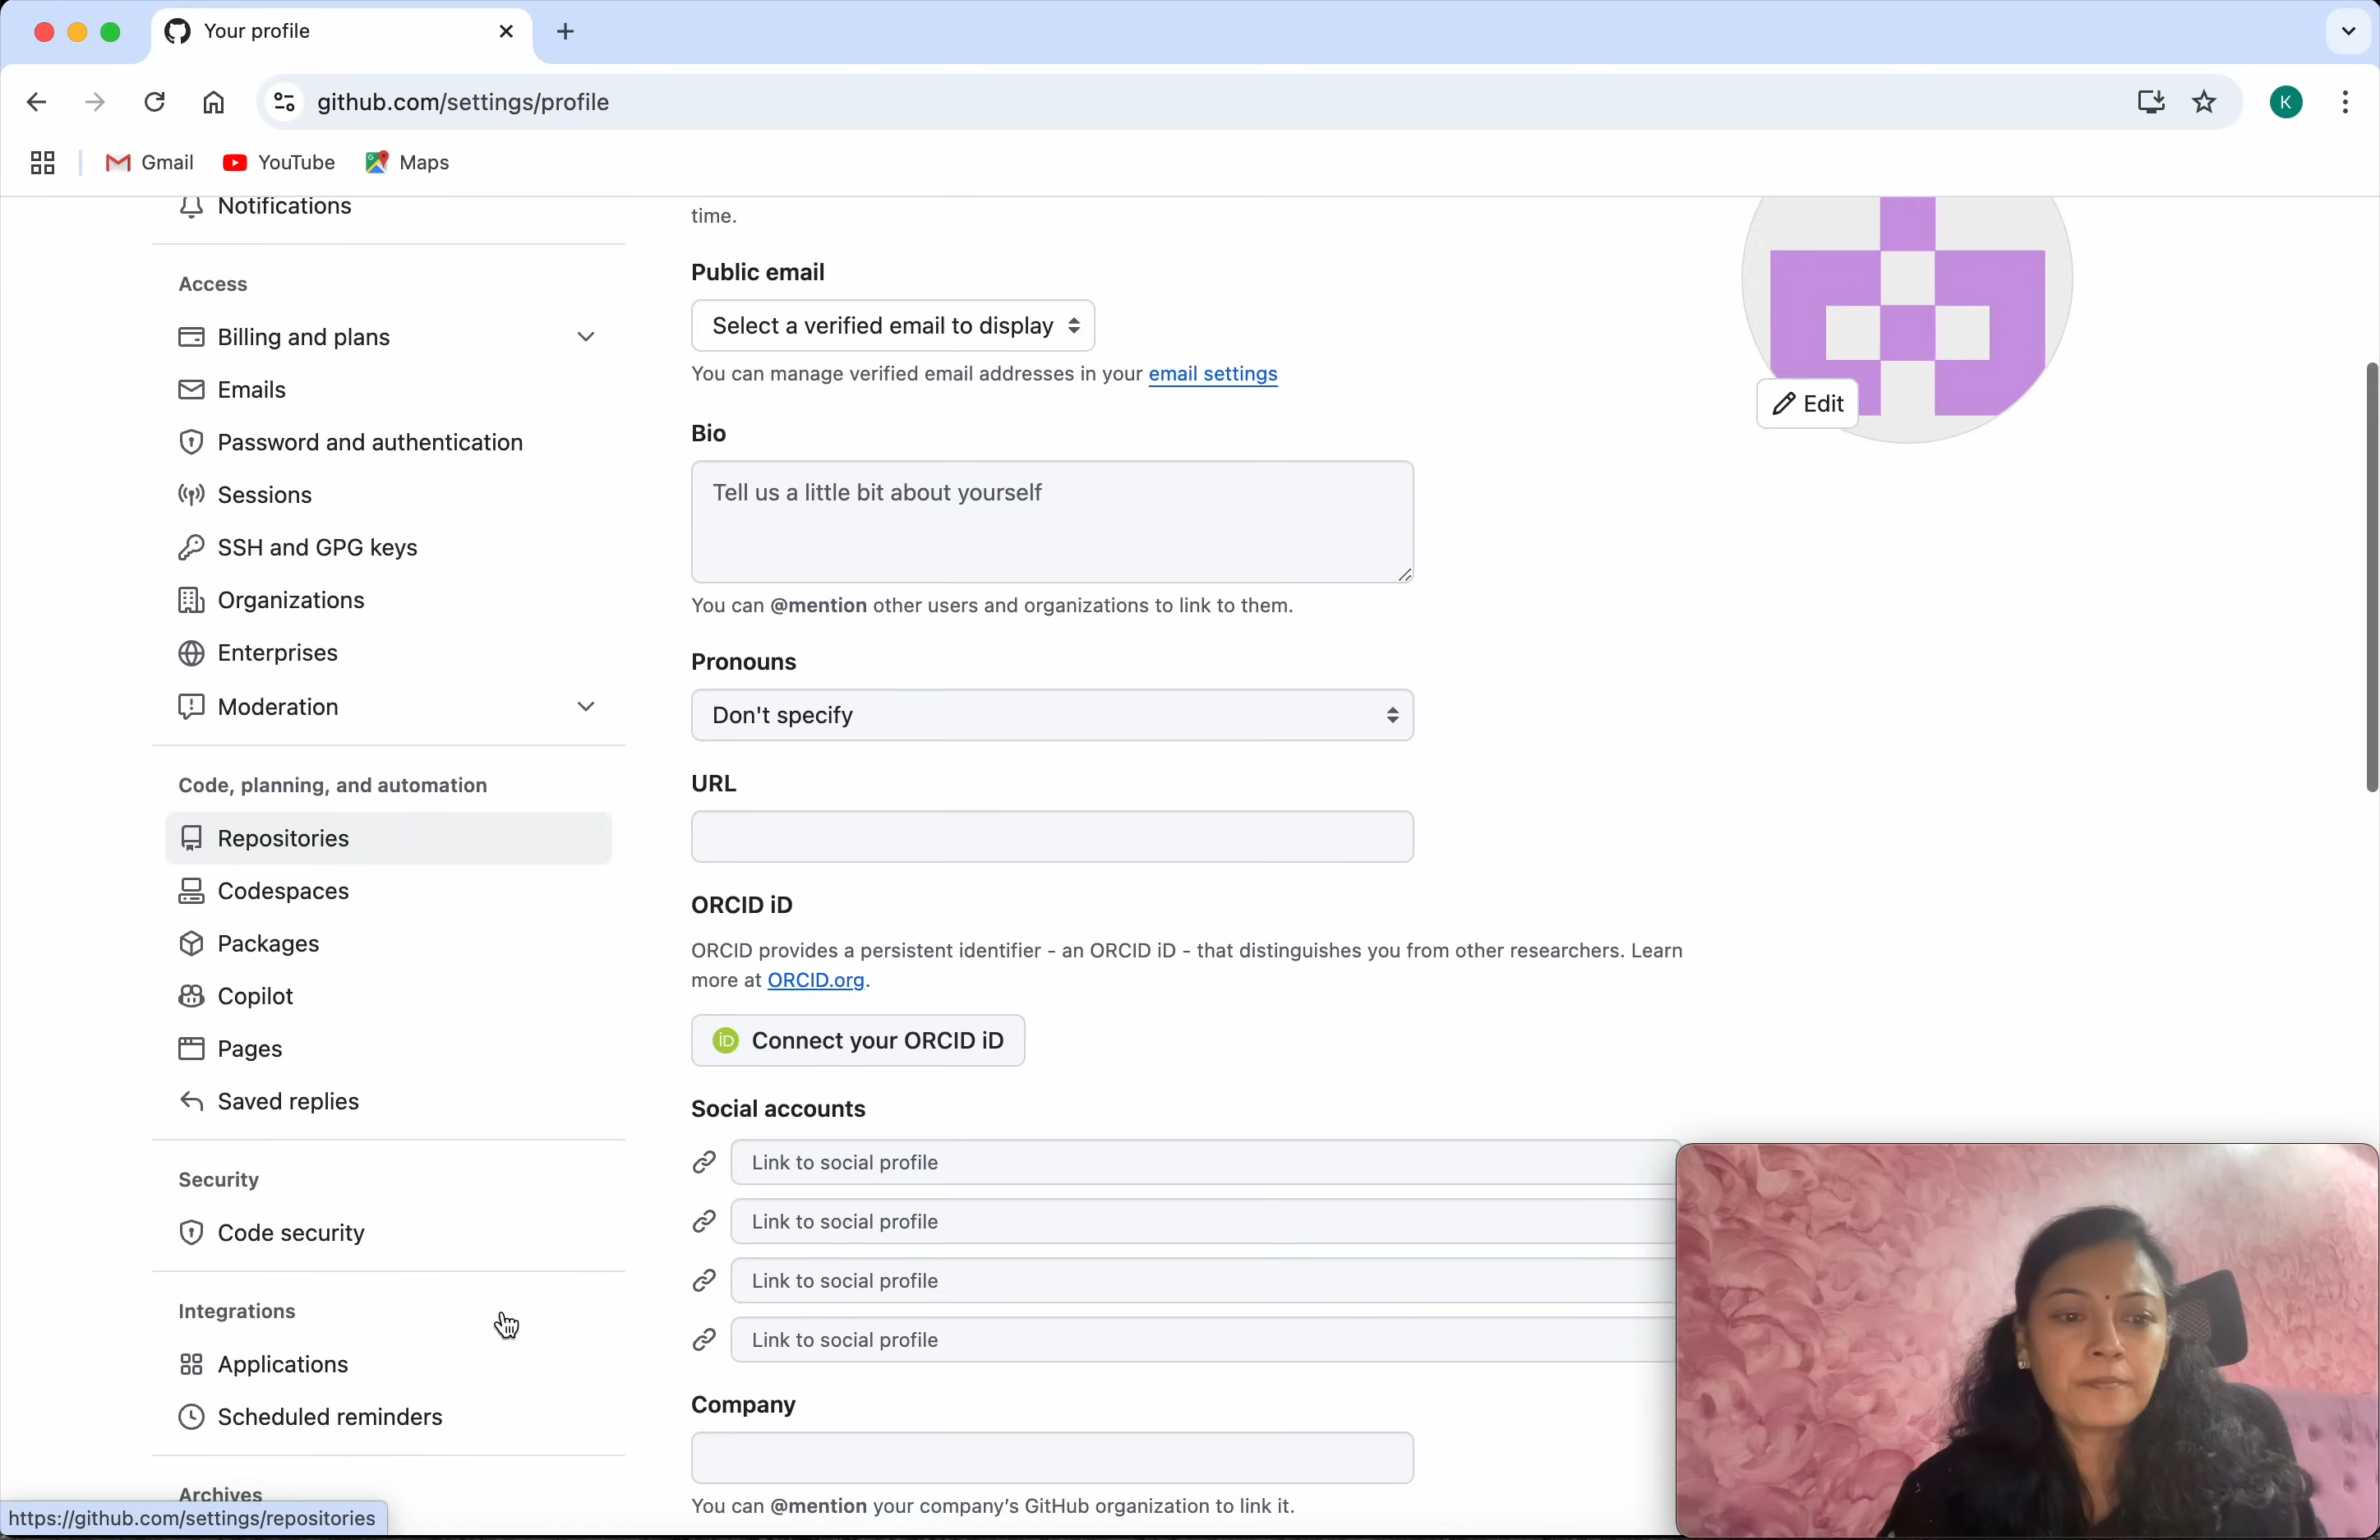 Your profile
github.com/settings/profile
K
Gmail
YouTube
Maps
Notifications
Access
Billing and plans
Emails
Password and authentication
Sessions
SSH and GPG keys
Organizations
Enterprises
Moderation
Code, planning, and automation
Repositories
Codespaces
Packages
Copilot
Pages
Saved replies
Security
Code security
Integrations
Applications
Scheduled reminders
Archives
https://github.com/settings/repositories
time.
Public email
Select a verified email to display
You can manage verified email addresses in your email settings
Bio
Tell us a little bit about yourself
You can @mention other users and organizations to link to them.
Pronouns
Don't specify
URL
ORCID iD
ORCID provides a persistent identifier - an ORCID iD - that distinguishes you from other researchers. Learn
more at ORCID.org.
iD Connect your ORCID iD
Social accounts
Link to social profile
Link to social profile
Link to social profile
Link to social profile
Company
You can @mention your company’s GitHub organization to link it.
Edit